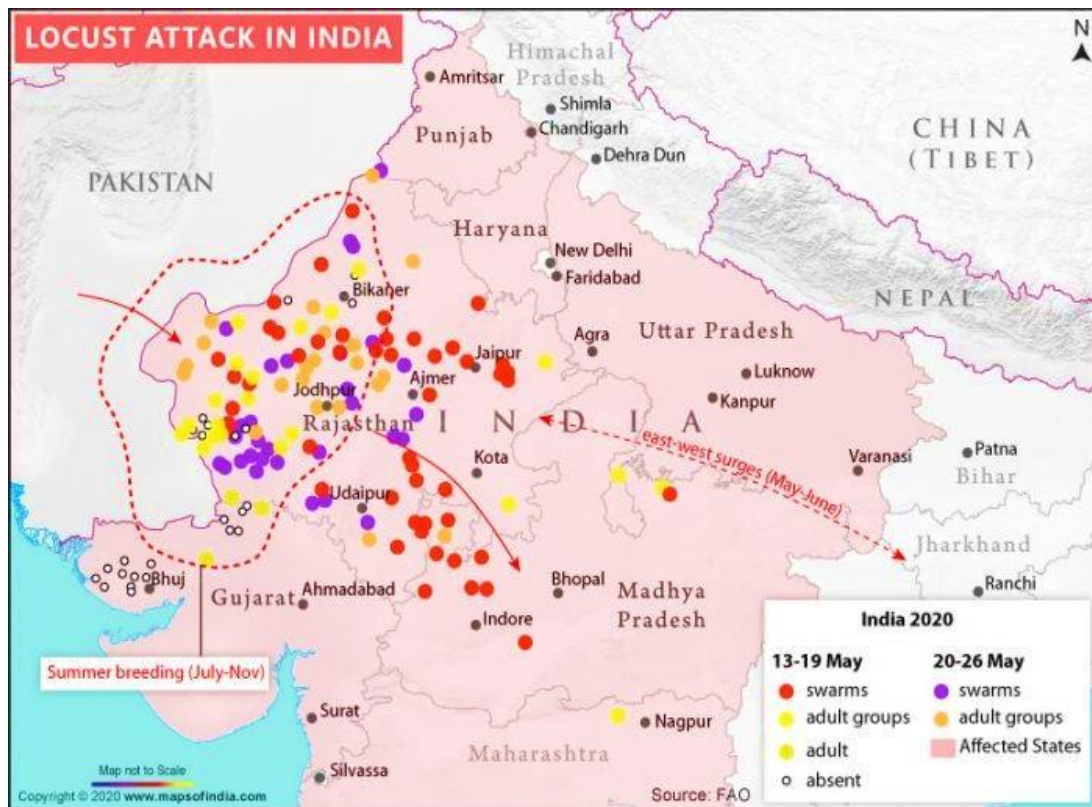 LOCUST ATTACK IN INDIA
N
Himachal
Pradesh
Amritsar
Shimla
Chandigarh
Punjab
Dehra Dun
CHINA
(TIBET)
PAKISTAN
Haryana
New Delhi
Faridabad
Bikaner
NEPAL
Uttar Pradesh
Agra
Jaipur
Luknow
Ajmer
Jodhpur
Kanpur
Rajasthan
INDIA
east-west surges (May-June)
Patna
Kota
Varanasi
Bihar
Udaipur
Jharkhand
Bhuj
Ahmadabad
Bhopal
Ranchi
Gujarat
Madhya
Pradesh
Indore
Summer breeding (July-Nov)
India 2020
13-19 May
swarms
adult groups
adult
absent
20-26 May
swarms
adult groups
Affected States
Surat
Nagpur
Maharashtra
Silvassa
Map not to Scale
Copyright © 2020 www.mapsofindia.com
Source: FAO